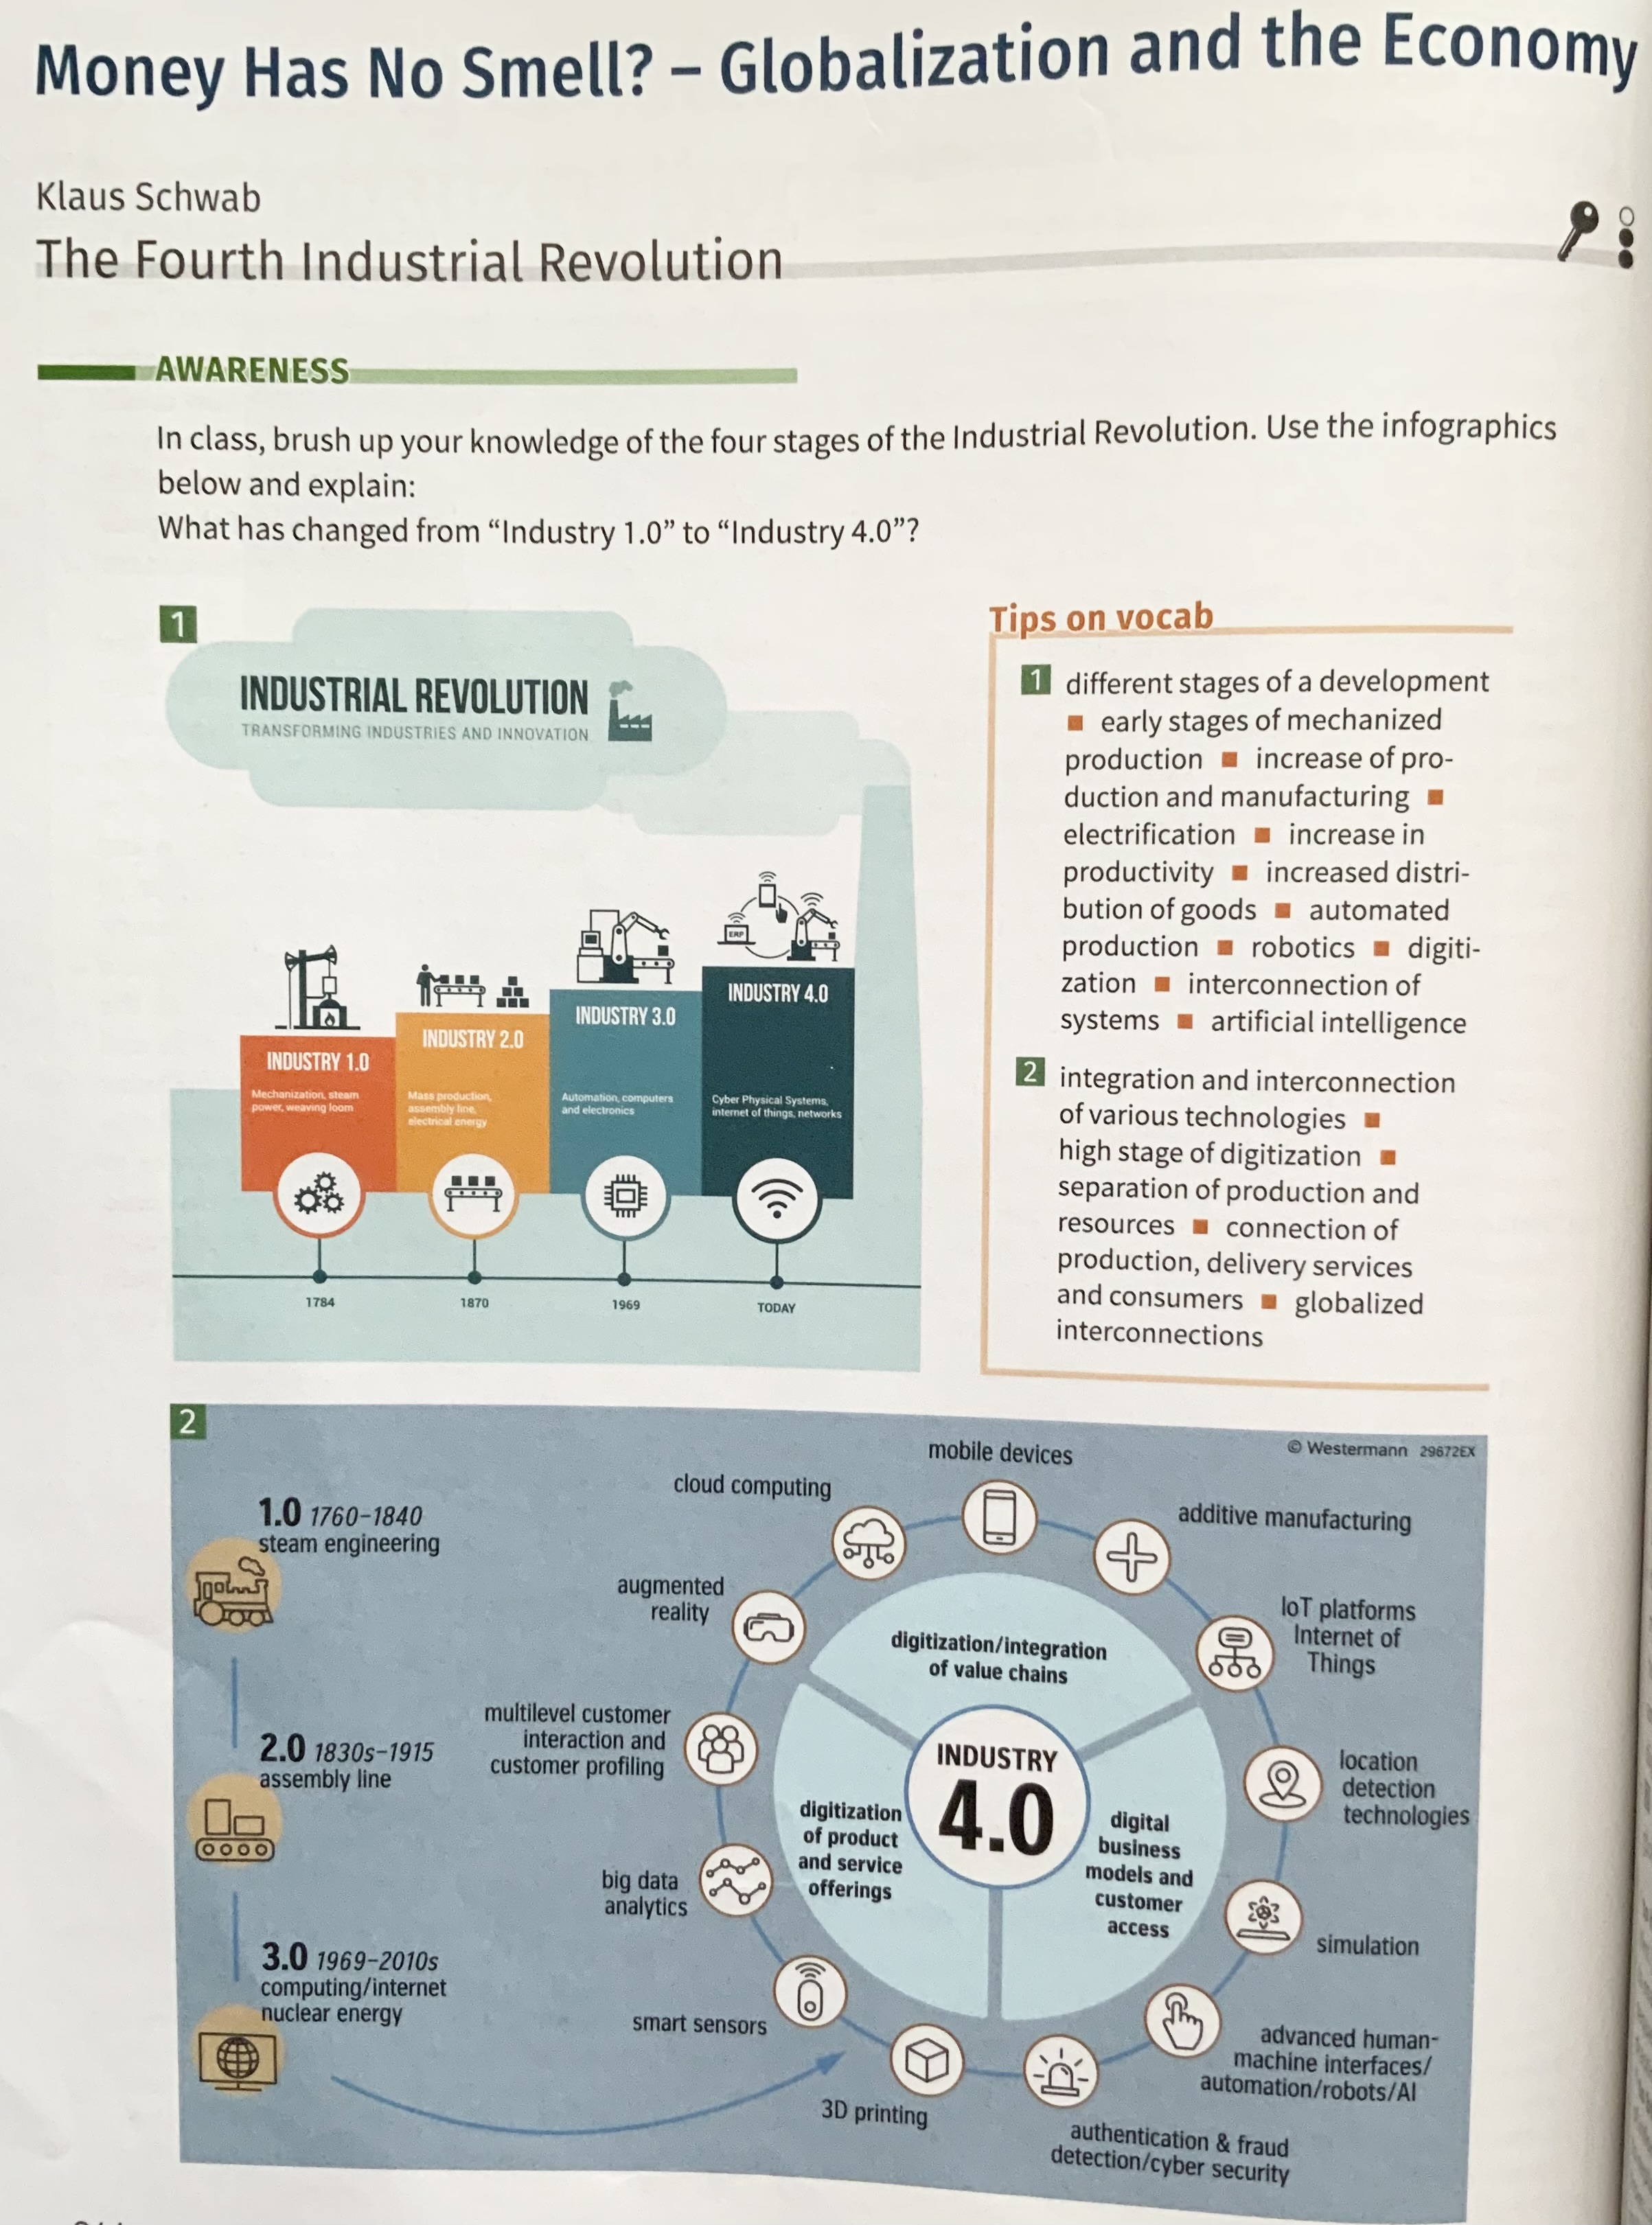 Money Has No Smell? – Globalization and the Economy
Klaus Schwab
The Fourth Industrial Revolution
AWARENESS
In class, brush up your knowledge of the four stages of the Industrial Revolution. Use the infographics
below and explain:
What has changed from “Industry 1.0” to “Industry 4.0”?
1
INDUSTRIAL REVOLUTION
TRANSFORMING INDUSTRIES AND INNOVATION
ERP
INDUSTRY 1.0
Mechanization, steam
power, weaving loom
INDUSTRY 2.0
Mass production,
assembly line,
electrical energy
INDUSTRY 3.0
Automation, computers
and electronics
INDUSTRY 4.0
Cyber Physical Systems,
internet of things, networks
1784
1870
1969
TODAY
Tips on vocab
1 different stages of a development
■ early stages of mechanized
production ■ increase of pro-
duction and manufacturing ■
electrification ■ increase in
productivity ■ increased distri-
bution of goods ■ automated
production ■ robotics ■ digiti-
zation ■ interconnection of
systems ■ artificial intelligence
2 integration and interconnection
of various technologies ■
high stage of digitization ■
separation of production and
resources ■ connection of
production, delivery services
and consumers ■ globalized
interconnections
2
© Westermann 29672EX
1.0 1760–1840
steam engineering
2.0 1830s–1915
assembly line
3.0 1969–2010s
computing/internet
nuclear energy
mobile devices
cloud computing
additive manufacturing
augmented
reality
IoT platforms
Internet of
Things
multilevel customer
interaction and
customer profiling
location
detection
technologies
big data
analytics
simulation
smart sensors
advanced human-
machine interfaces/
automation/robots/AI
3D printing
authentication & fraud
detection/cyber security
digitization/integration
of value chains
INDUSTRY
4.0
digitization
of product
and service
offerings
digital
business
models and
customer
access